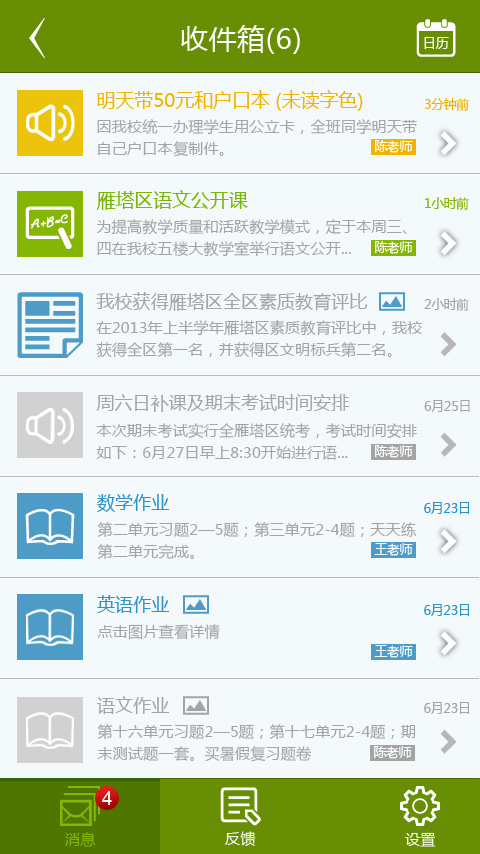 收件箱(6)
日历
明天带50元和户口本 (未读字色)
3分钟前
因我校统一办理学生用公立卡，全班同学明天带
自己户口本复制件。
陈老师
A+B=C
雁塔区语文公开课
1小时前
为提高教学质量和活跃教学模式，定于本周三、
四在我校五楼大教学室举行语文公开...
陈老师
我校获得雁塔区全区素质教育评比
2小时前
在2013年上半学年雁塔区素质教育评比中，我校
获得全区第一名，并获得区文明标兵第二名。
周六日补课及期末考试时间安排
6月25日
本次期末考试实行全雁塔区统考，考试时间安排
如下：6月27日早上8:30开始进行语...
陈老师
数学作业
6月23日
第二单元习题2—5题；第三单元2-4题；天天练
第二单元完成。
王老师
英语作业
6月23日
点击图片查看详情
王老师
语文作业
6月23日
第十六单元习题2—5题；第十七单元2-4题；期
末测试题一套。买暑假复习题卷
陈老师
4
消息
反馈
设置